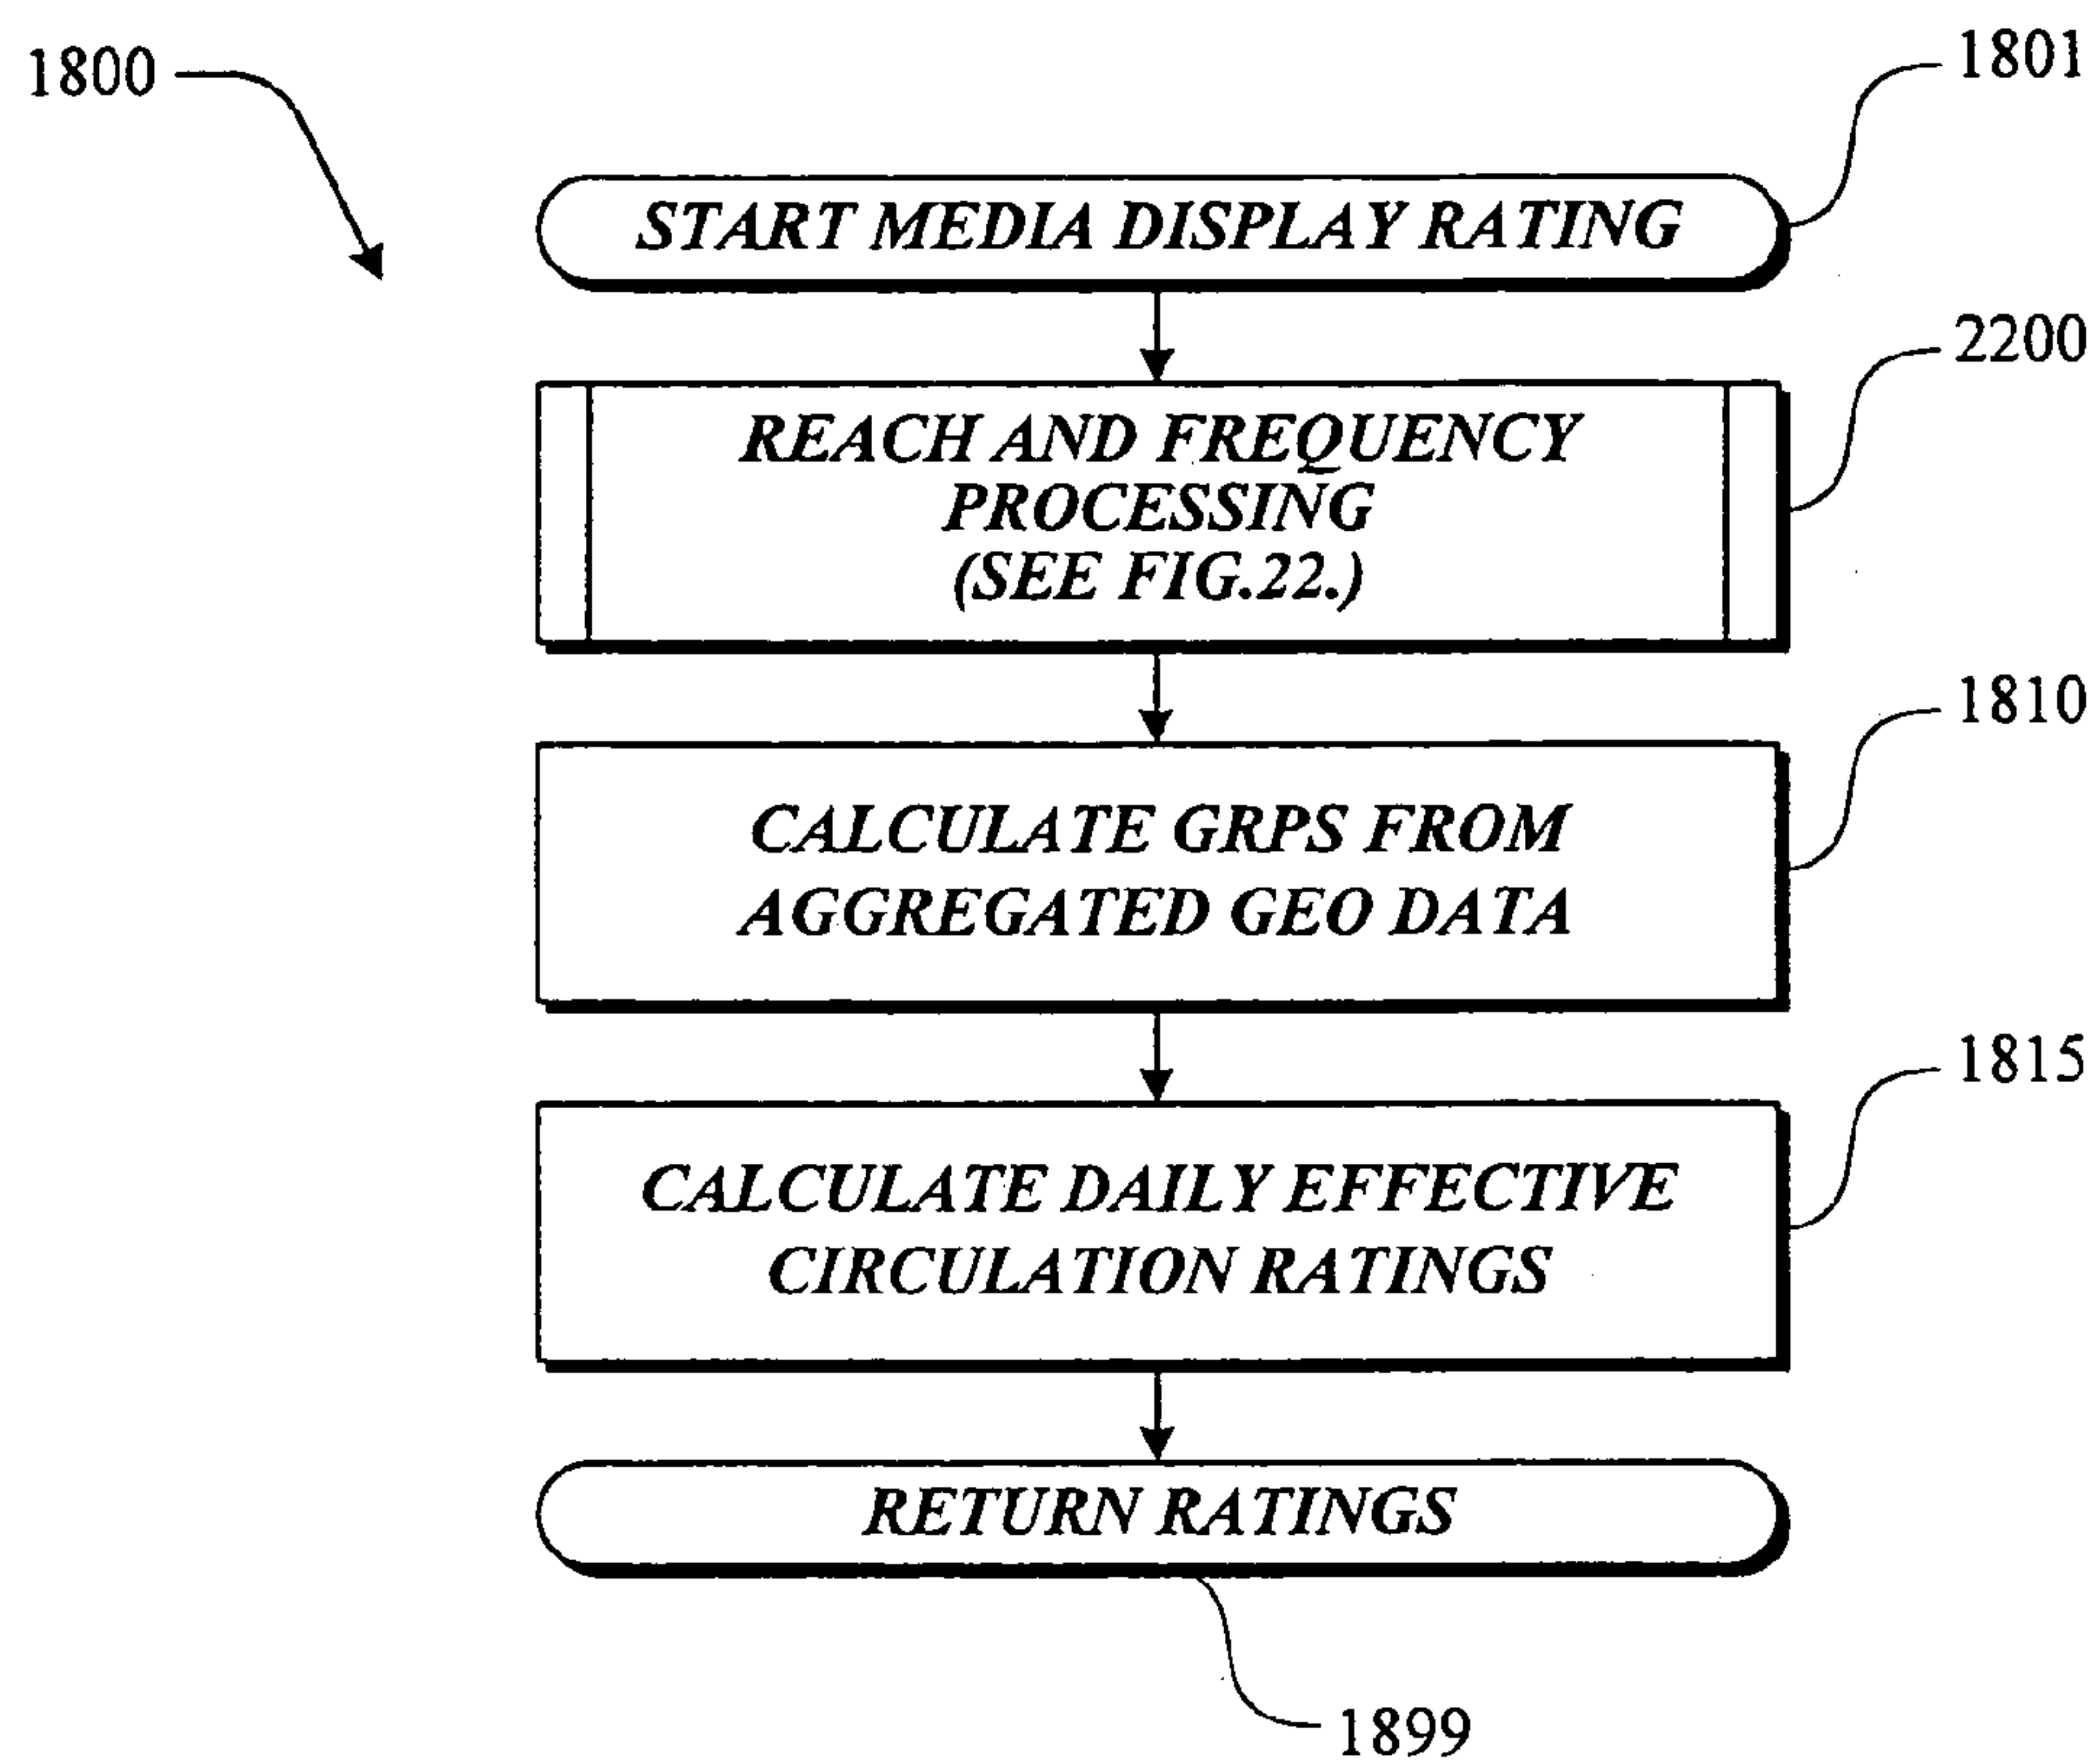 1800
1801
START MEDIA DISPLAY RATING
2200
REACH AND FREQUENCY
PROCESSING
(SEE FIG.22.)
1810
CALCULATE GRPS FROM
AGGREGATED GEO DATA
1815
CALCULATE DAILY EFFECTIVE
CIRCULATION RATINGS
RETURN RATINGS
1899